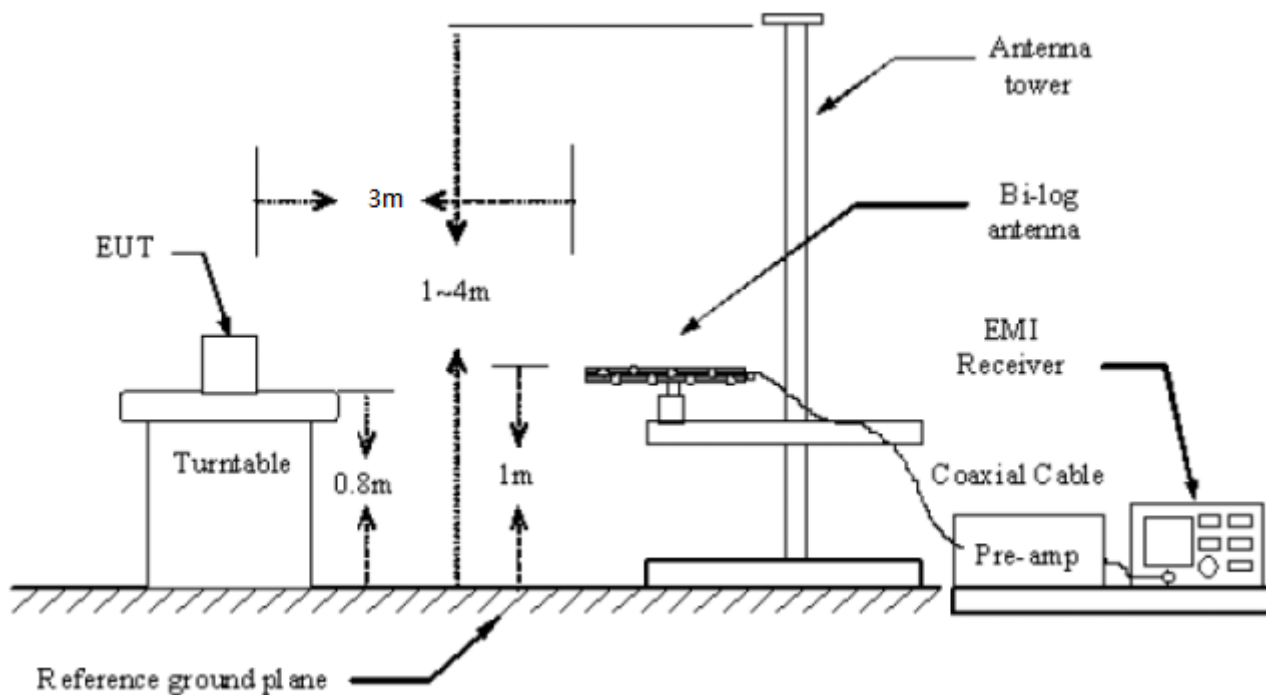 Antenna
tower
3m
Bi-log
antenna
EUT
1~4m
EMI
Receiver
Turntable
0.8m
1m
Coaxial Cable
Pre-amp
Reference ground plane